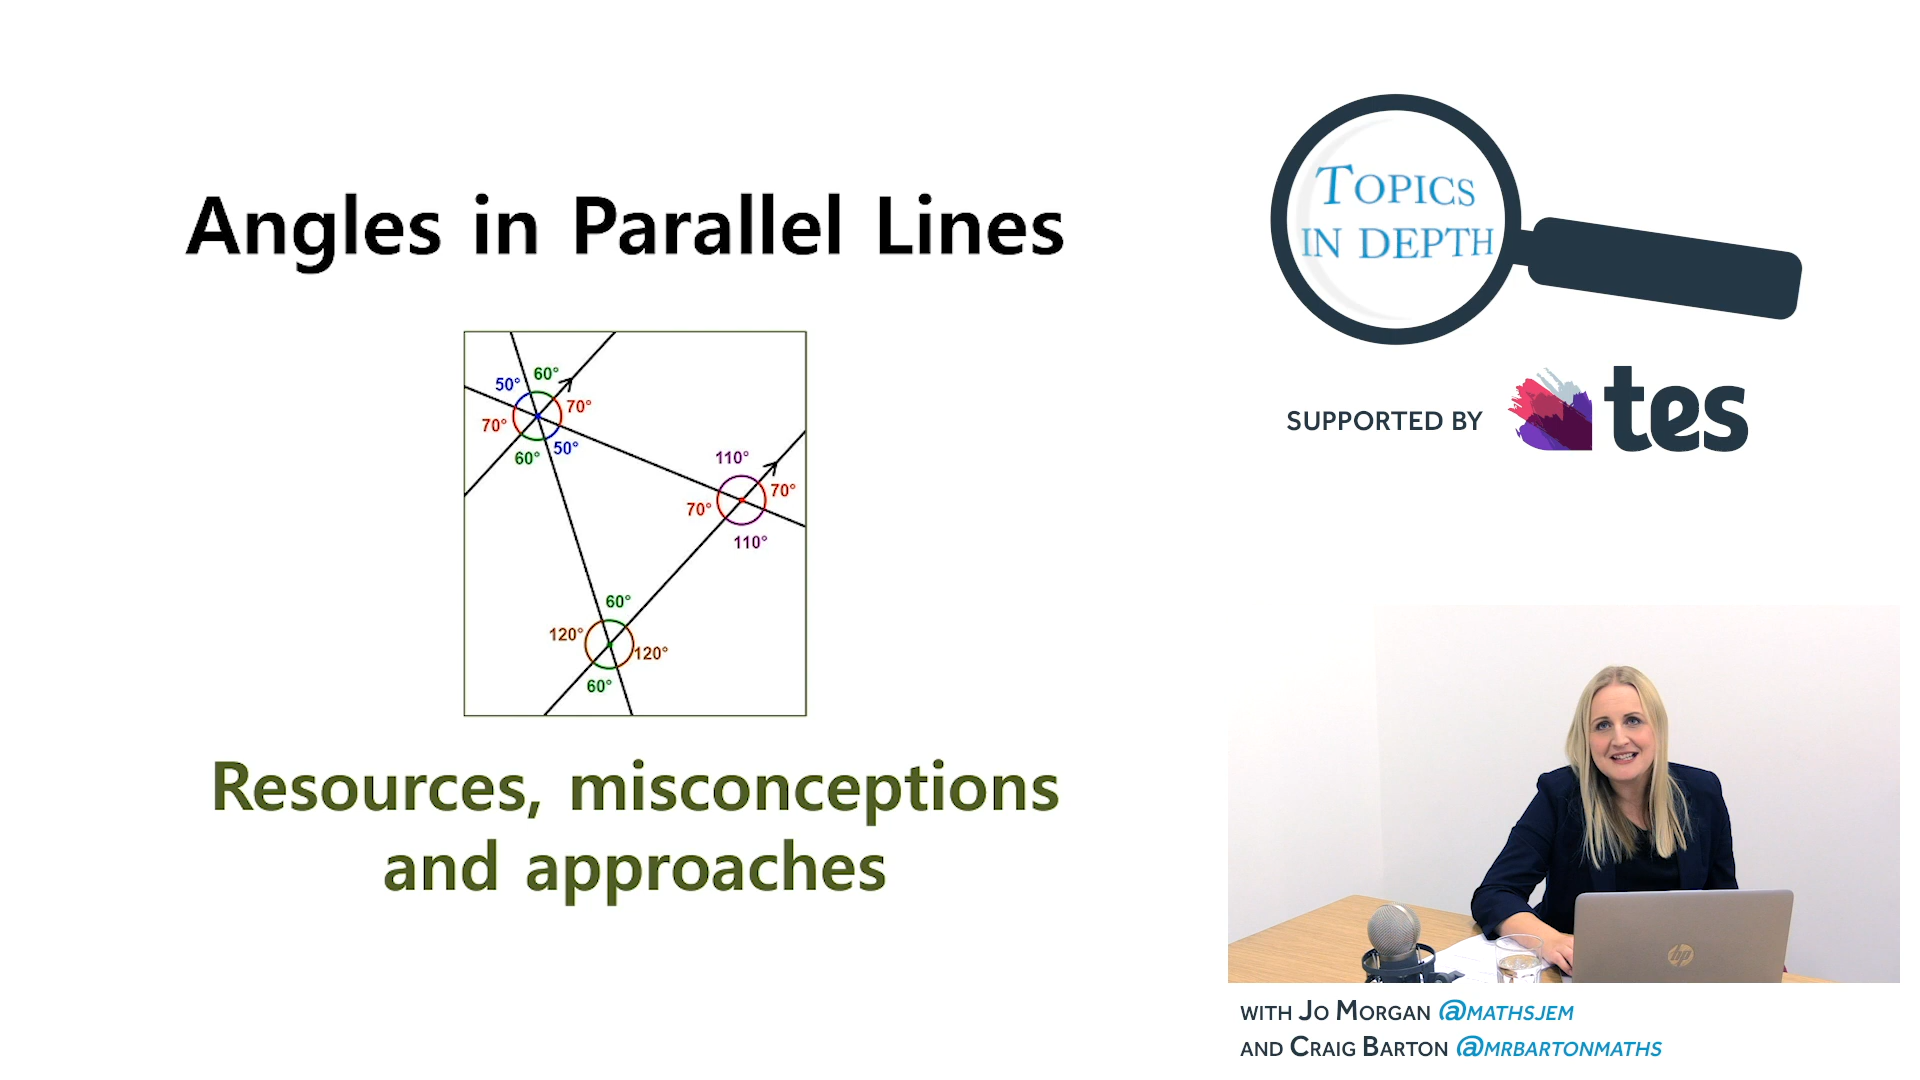 Angles in Parallel Lines
60°
50°
70°
70°
50°
60°
110°
70°
70°
110°
60°
120°
120°
60°
Resources, misconceptions
and approaches
TOPICS
IN DEPTH
SUPPORTED BY tes
hp
WITH JO MORGAN @MATHSJEM
AND CRAIG BARTON @MRBARTONMATHS